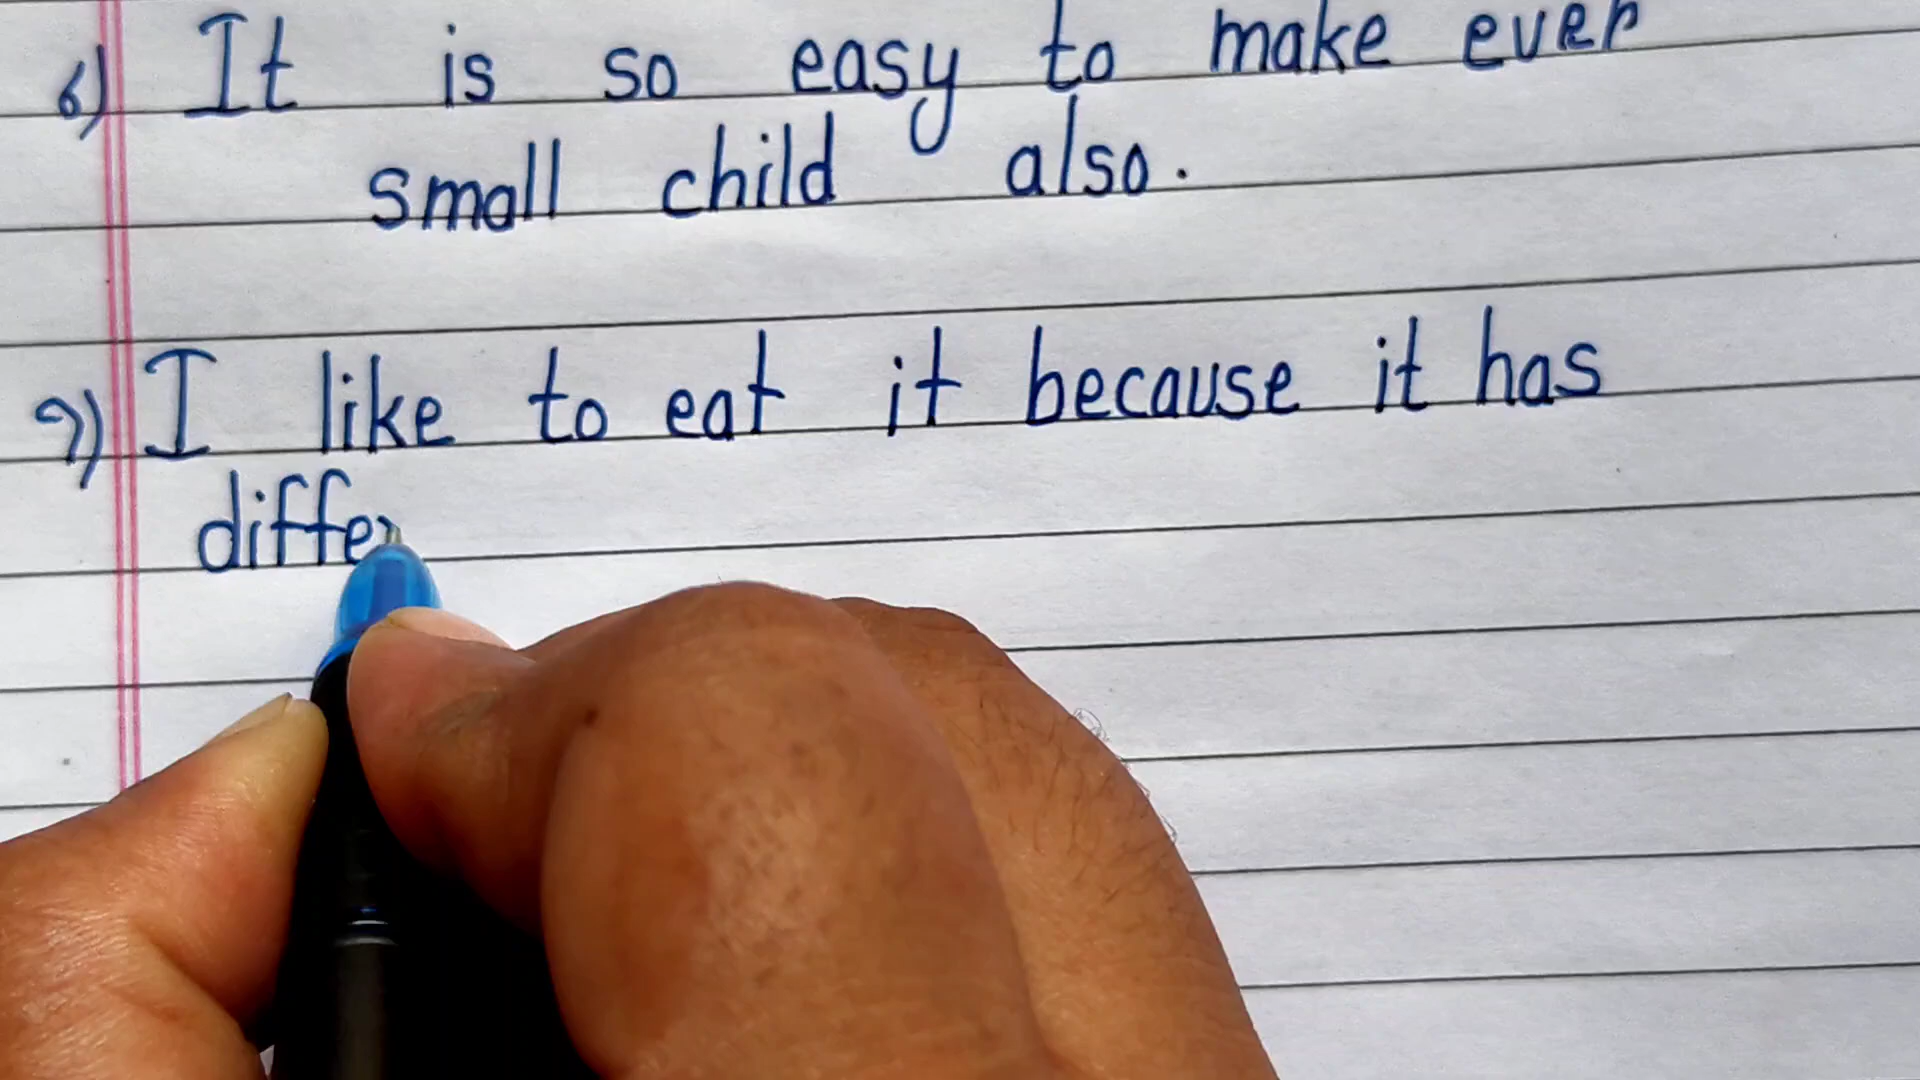 6) It is so easy to make ever
small child also.
7) I like to eat it because it has
differ